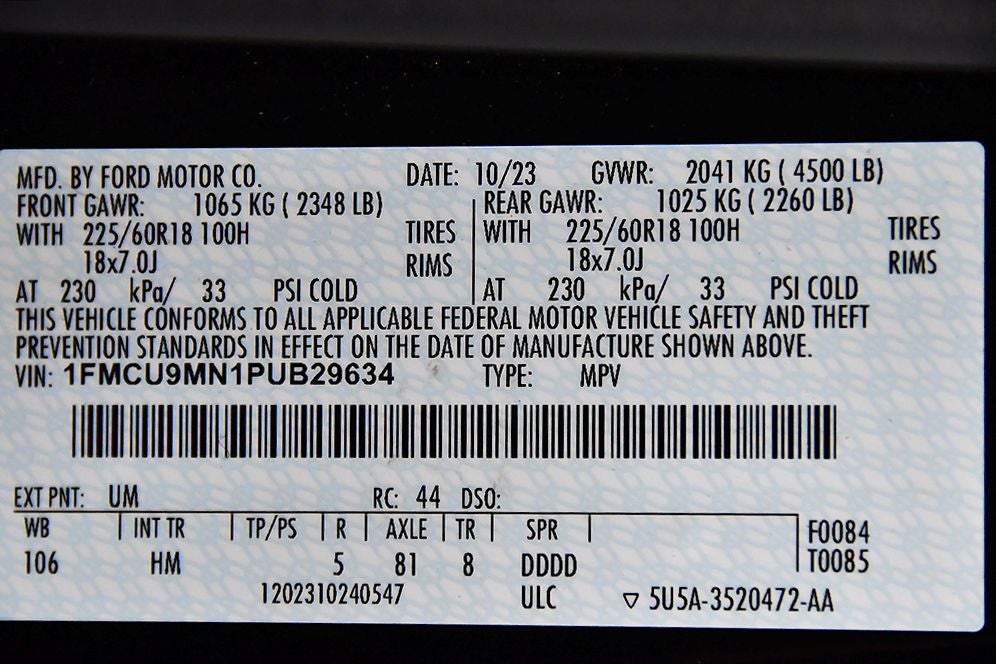 MFD. BY FORD MOTOR CO. DATE: 10/23 GVWR: 2041 KG ( 4500 LB)
FRONT GAWR: 1065 KG ( 2348 LB) REAR GAWR: 1025 KG ( 2260 LB)
WITH 225/60R18 100H TIRES WITH 225/60R18 100H TIRES
18x7.0J RIMS 18x7.0J RIMS
AT 230 kPa/ 33 PSI COLD AT 230 kPa/ 33 PSI COLD
THIS VEHICLE CONFORMS TO ALL APPLICABLE FEDERAL MOTOR VEHICLE SAFETY AND THEFT
PREVENTION STANDARDS IN EFFECT ON THE DATE OF MANUFACTURE SHOWN ABOVE.
VIN: 1FMCU9MN1PUB29634 TYPE: MPV
EXT PNT: UM RC: 44 DSO:
WB INT TR TP/PS R AXLE TR SPR F0084
106 HM 5 81 8 DDDD T0085
1202310240547 ULC ▽ 5U5A-3520472-AA